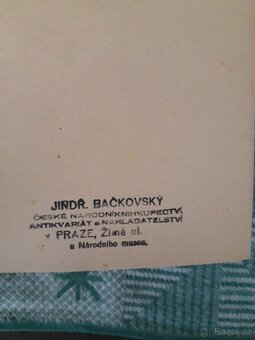 JINDŘ. BAČKOVSKÝ
ČESKÉ NÁRODNÍ KNIHKUPECTVÍ
ANTIKVARIÁT a NAKLADATELSTVÍ
v PRAZE, Žitná ul.
u Národního musea.